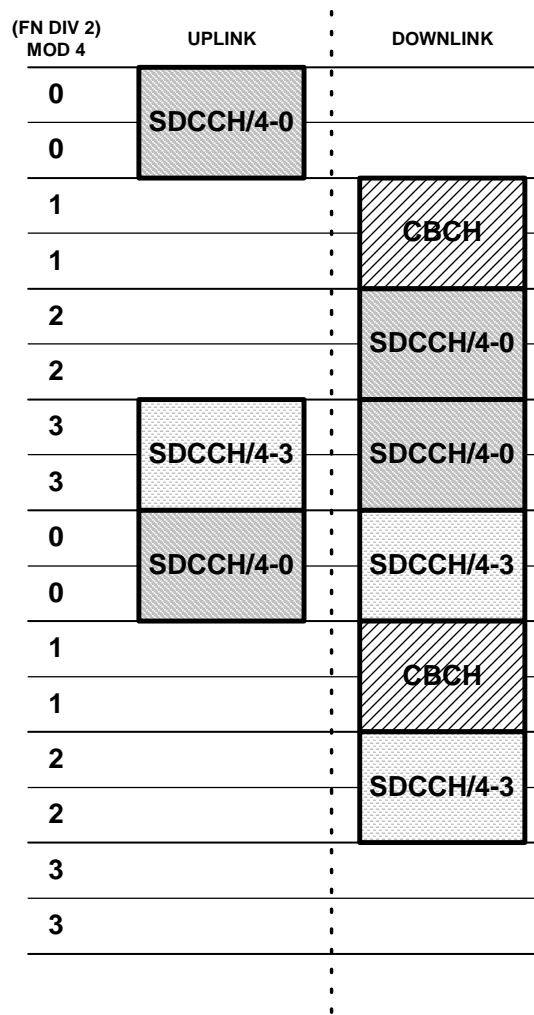 (FN DIV 2)
MOD 4
UPLINK
DOWNLINK
0
SDCCH/4-0
0
1
CBCH
1
2
SDCCH/4-0
2
3
SDCCH/4-3
SDCCH/4-0
3
0
SDCCH/4-0
SDCCH/4-3
0
1
CBCH
1
2
SDCCH/4-3
2
3
3